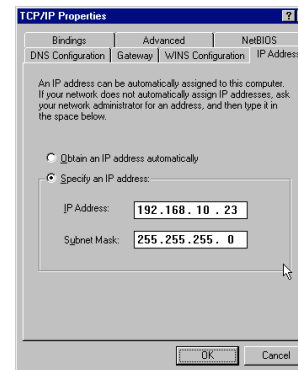 TCP/IP Properties
?
Bindings Advanced NetBIOS
DNS Configuration Gateway WINS Configuration IP Address
An IP address can be automatically assigned to this computer.
If your network does not automatically assign IP addresses, ask
your network administrator for an address, and then type it in
the space below.
Obtain an IP address automatically
Specify an IP address:
IP Address: 192.168. 10 . 23
Subnet Mask: 255.255.255. 0
OK Cancel